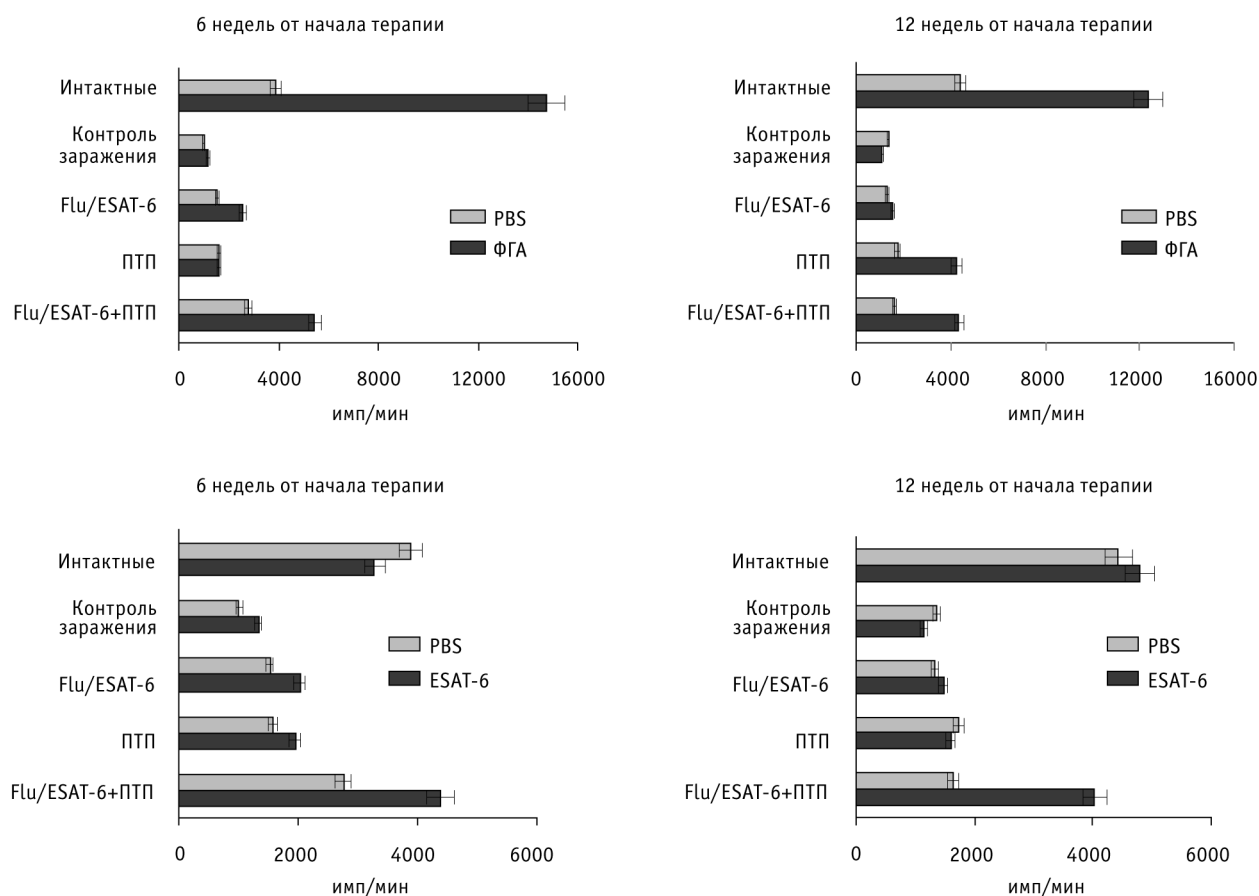 6 недель от начала терапии
Интактные
Контроль
заражения
Flu/ESAT-6
ПТП
Flu/ESAT-6+ПТП
PBS
ФГА
0 4000 8000 12000 16000
имп/мин
12 недель от начала терапии
Интактные
Контроль
заражения
Flu/ESAT-6
ПТП
Flu/ESAT-6+ПТП
PBS
ФГА
0 4000 8000 12000 16000
имп/мин
6 недель от начала терапии
Интактные
Контроль
заражения
Flu/ESAT-6
ПТП
Flu/ESAT-6+ПТП
PBS
ESAT-6
0 2000 4000 6000
имп/мин
12 недель от начала терапии
Интактные
Контроль
заражения
Flu/ESAT-6
ПТП
Flu/ESAT-6+ПТП
PBS
ESAT-6
0 2000 4000 6000
имп/мин